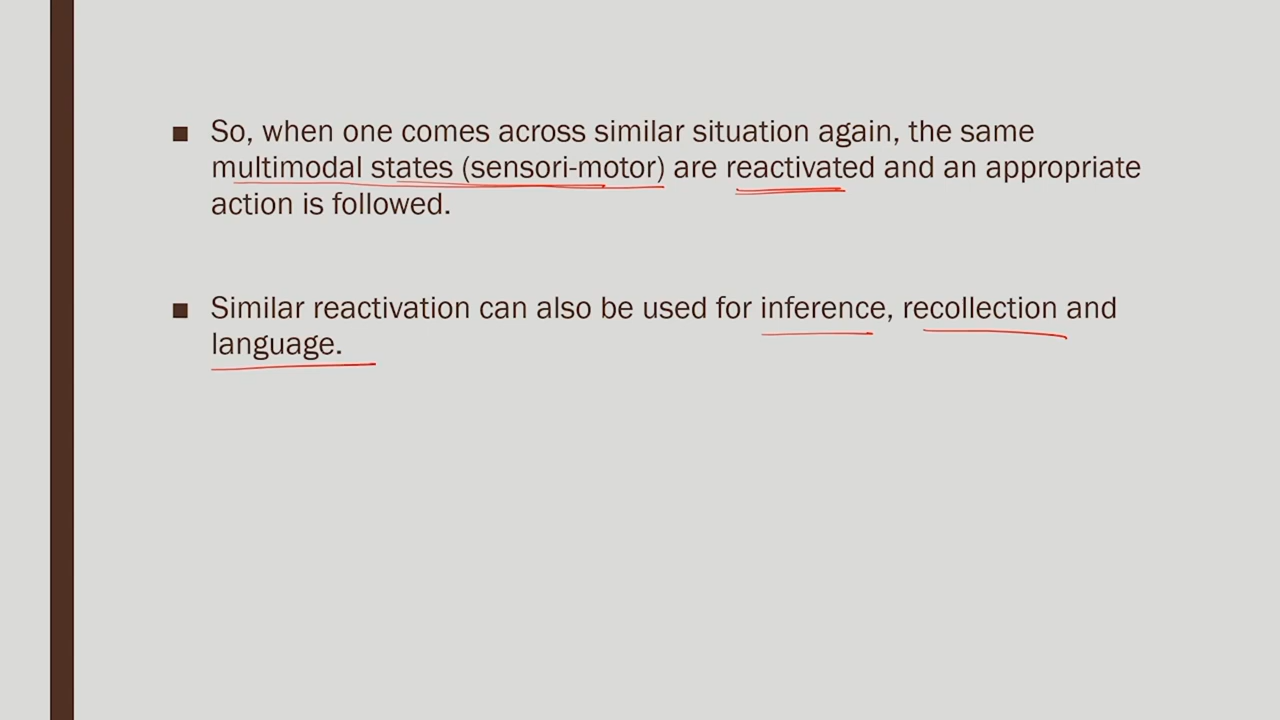 ■ So, when one comes across similar situation again, the same
multimodal states (sensori-motor) are reactivated and an appropriate
action is followed.
■ Similar reactivation can also be used for inference, recollection and
language.